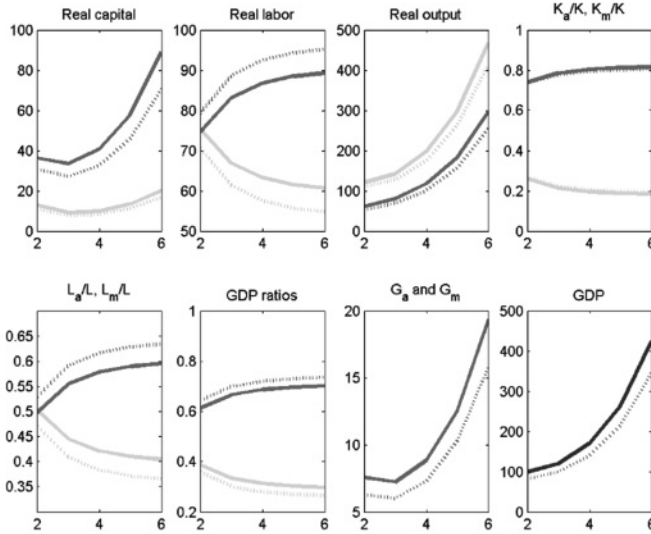 Real capital
Real labor
Real output
K_a/K, K_m/K
100
80
60
40
20
0
2 4 6
100
90
80
70
60
50
2 4 6
500
400
300
200
100
0
2 4 6
1
0.8
0.6
0.4
0.2
0
2 4 6
L_a/L, L_m/L
GDP ratios
G_a and G_m
GDP
0.65
0.6
0.55
0.5
0.45
0.4
0.35
2 4 6
1
0.8
0.6
0.4
0.2
2 4 6
20
15
10
5
2 4 6
500
400
300
200
100
0
2 4 6